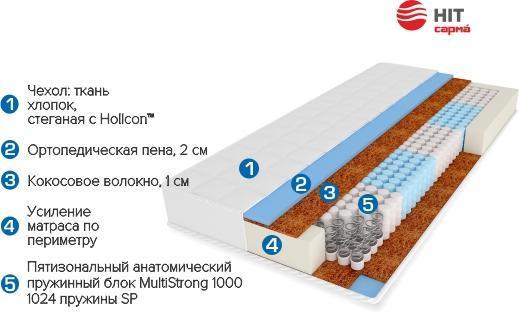 HIT
сарма́
1 Чехол: ткань
хлопок,
стеганая с Hollcon™
2 Ортопедическая пена, 2 см
3 Кокосовое волокно, 1 см
4 Усиление
матраса по
периметру
5 Пятизональный анатомический
пружинный блок MultiStrong 1000
1024 пружины SP
1
2
3
4
5